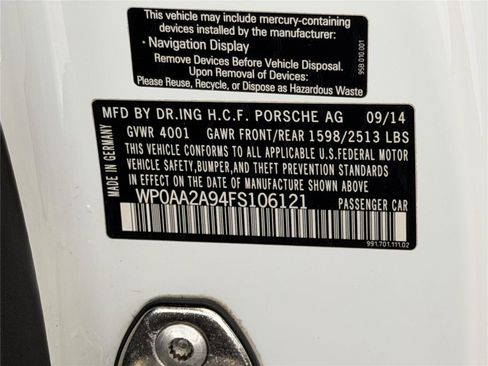 This vehicle may include mercury-containing
devices installed by the manufacturer:
• Navigation Display
Remove Devices Before Vehicle Disposal.
Upon Removal of Devices:
Please Reuse, Recycle, or Dispose as Hazardous Waste
958.010.001
MFD BY DR.ING H.C.F. PORSCHE AG 09/14
GVWR 4001 GAWR FRONT/REAR 1598/2513 LBS
THIS VEHICLE CONFORMS TO ALL APPLICABLE U.S.FEDERAL MOTOR
VEHICLE SAFETY,BUMPER,AND THEFT PREVENTION STANDARDS
IN EFFECT ON THE DATE OF MANUFACTURE SHOWN ABOVE.
WP0AA2A94FS106121 PASSENGER CAR
MADE IN GERMANY
991.701.111.02